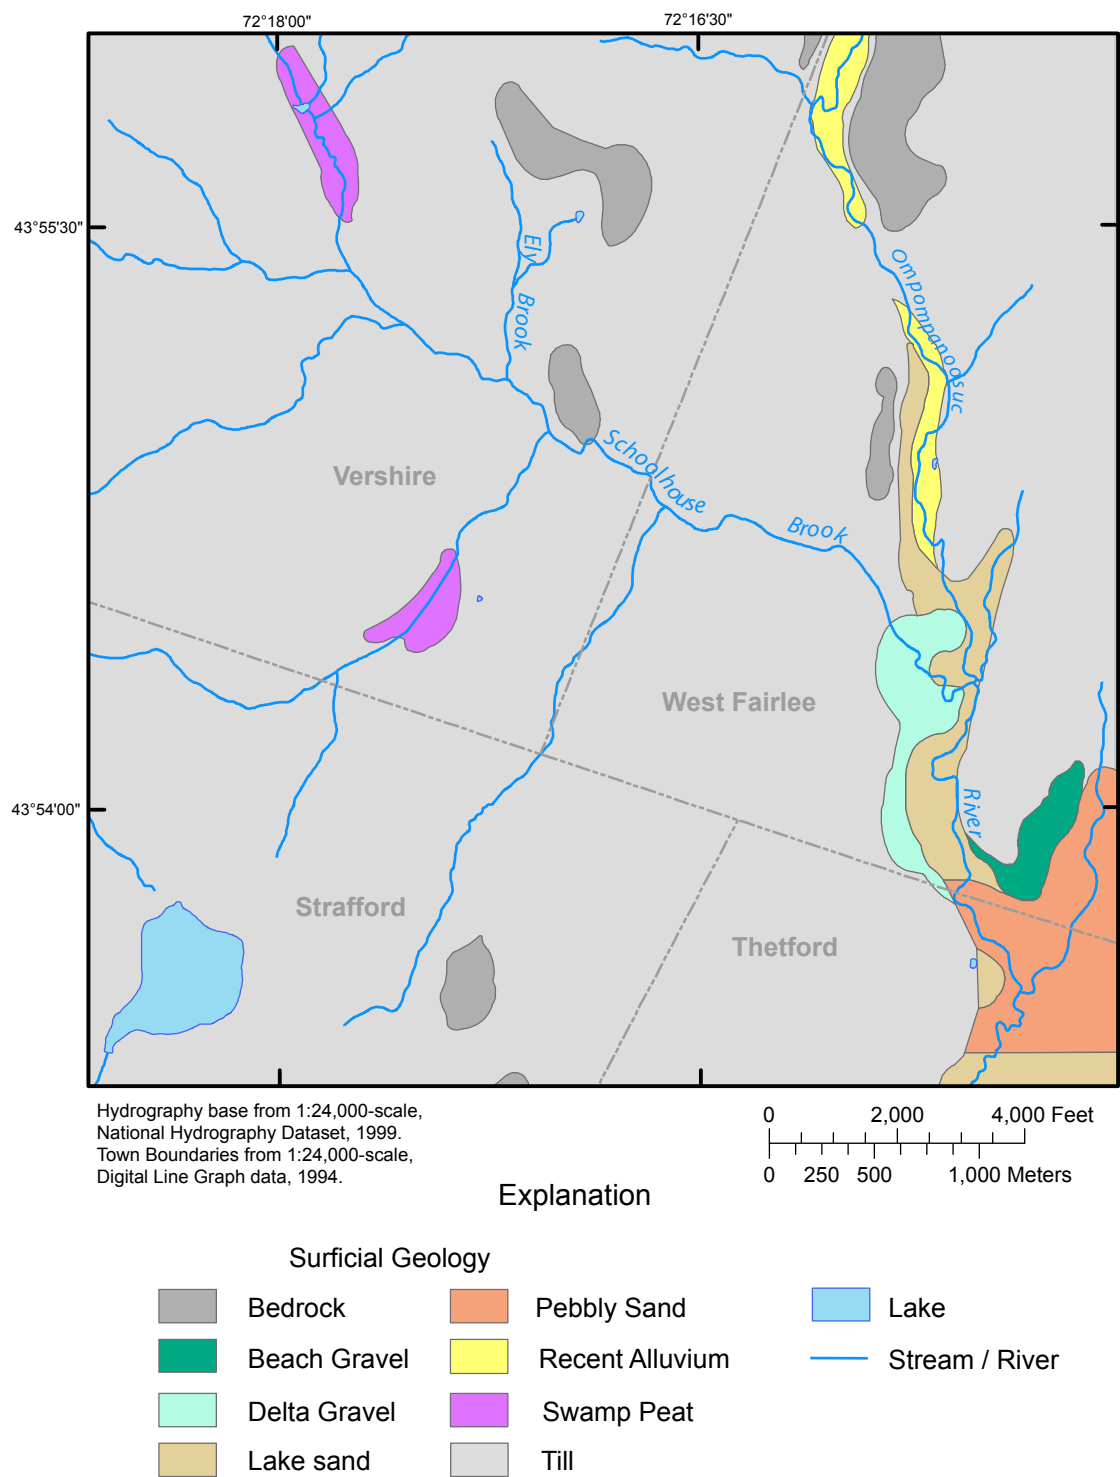 72°18'00"
72°16'30"
43°55'30"
43°54'00"
Ely
Brook
Ompompanoosuc
Schoolhouse
Brook
Vershire
West Fairlee
River
Strafford
Thetford
Hydrography base from 1:24,000-scale,
National Hydrography Dataset, 1999.
Town Boundaries from 1:24,000-scale,
Digital Line Graph data, 1994.
0 2,000 4,000 Feet
0 250 500 1,000 Meters
Explanation
Surficial Geology
Bedrock
Beach Gravel
Delta Gravel
Lake sand
Pebbly Sand
Recent Alluvium
Swamp Peat
Till
Lake
Stream / River